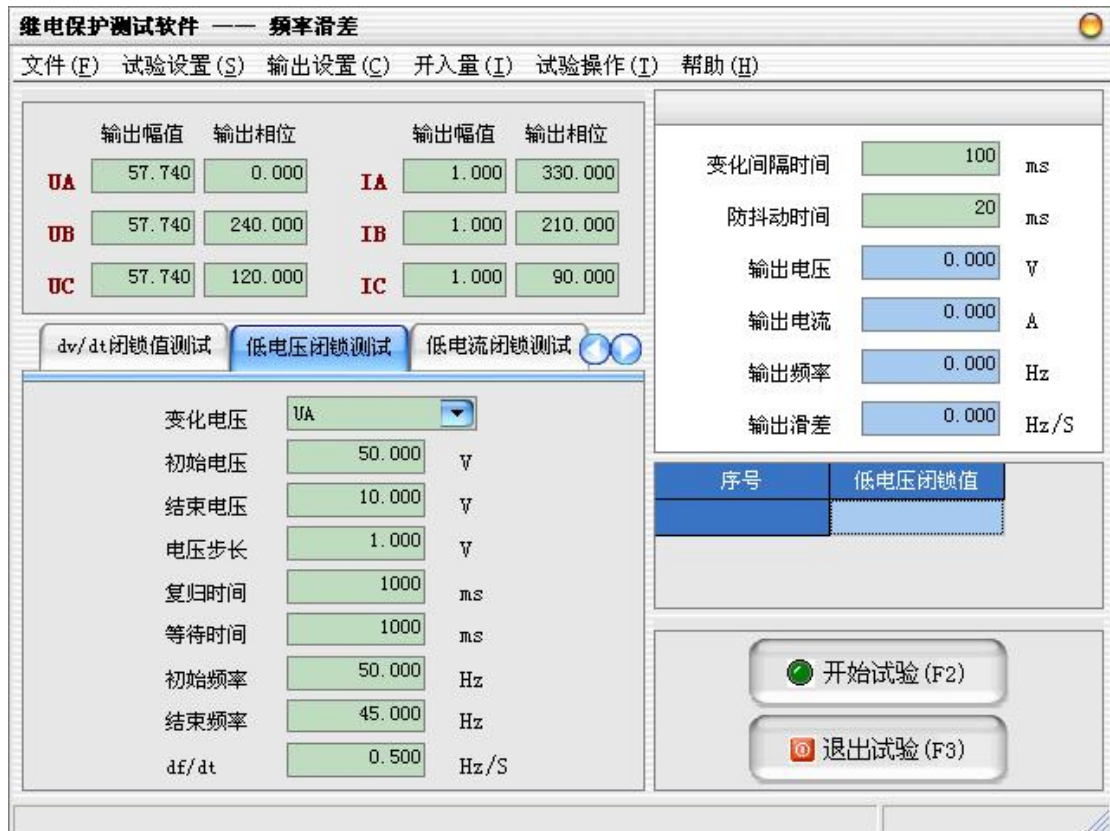 继电保护测试软件 —— 频率滑差
文件(F) 试验设置(S) 输出设置(C) 开入量(I) 试验操作(T) 帮助(H)
输出幅值 输出相位 输出幅值 输出相位
UA 57.740 0.000 IA 1.000 330.000
UB 57.740 240.000 IB 1.000 210.000
UC 57.740 120.000 IC 1.000 90.000
dv/dt闭锁值测试 低电压闭锁测试 低电流闭锁测试
变化电压 UA
初始电压 50.000 V
结束电压 10.000 V
电压步长 1.000 V
复归时间 1000 ms
等待时间 1000 ms
初始频率 50.000 Hz
结束频率 45.000 Hz
df/dt 0.500 Hz/S
变化间隔时间 100 ms
防抖动时间 20 ms
输出电压 0.000 V
输出电流 0.000 A
输出频率 0.000 Hz
输出滑差 0.000 Hz/S
序号 低电压闭锁值
开始试验(F2)
退出试验(F3)